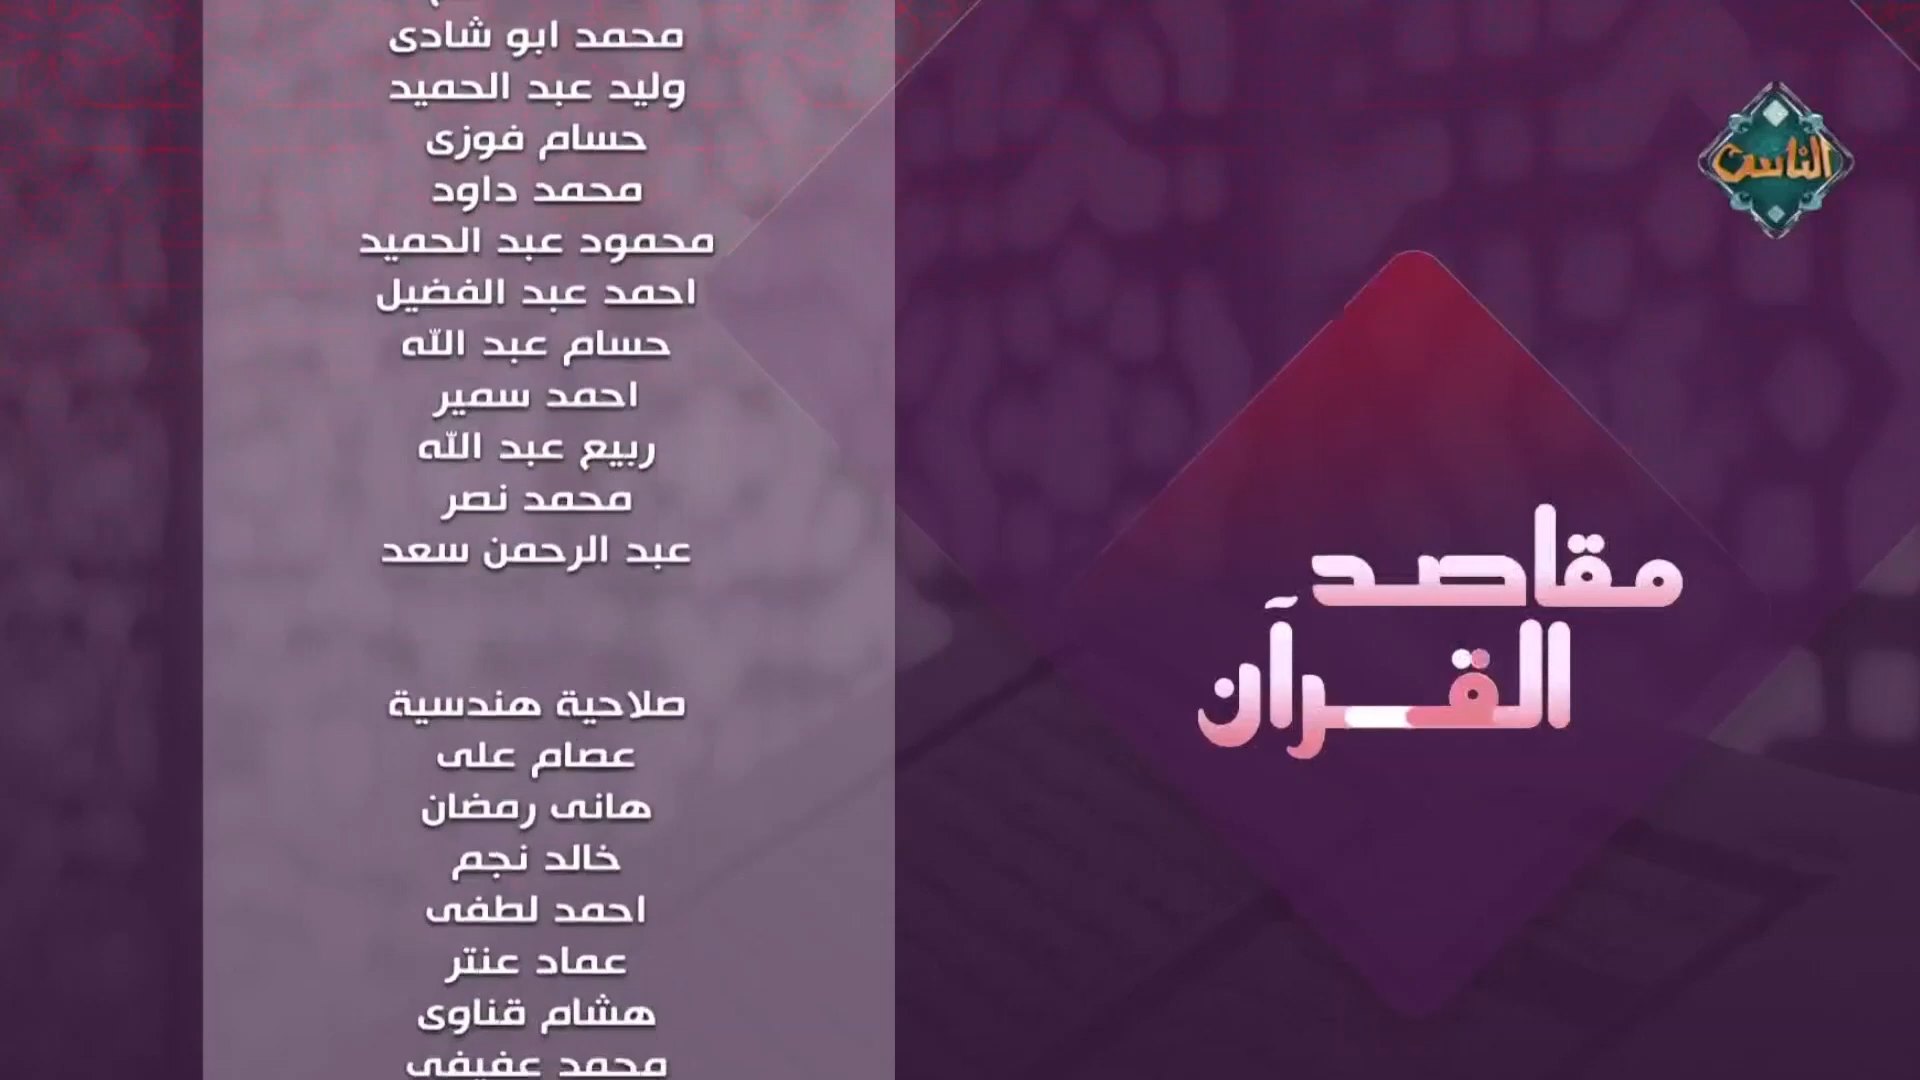 محمد ابو شادى
وليد عبد الحميد
حسام فوزى
محمد داود
محمود عبد الحميد
احمد عبد الفضيل
حسام عبد الله
احمد سمير
ربيع عبد الله
محمد نصر
عبد الرحمن سعد
صلاحية هندسية
عصام على
هانى رمضان
خالد نجم
احمد لطفى
عماد عنتر
هشام قناوى
محمد عفيفى
الناس
مقاصد
القرآن